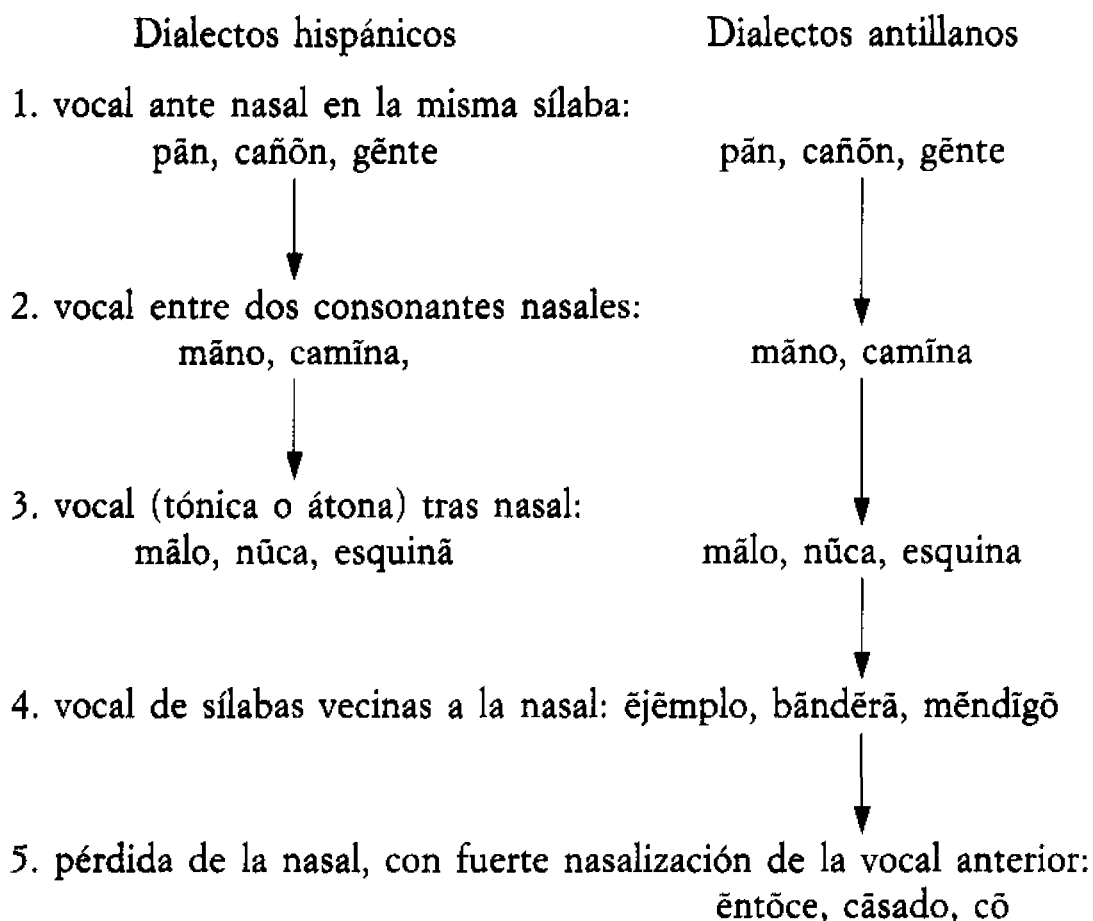 Dialectos hispánicos Dialectos antillanos
1. vocal ante nasal en la misma sílaba:
pãn, cañõn, gẽnte pãn, cañõn, gẽnte
2. vocal entre dos consonantes nasales:
mãno, camĩna, mãno, camĩna
3. vocal (tónica o átona) tras nasal:
mãlo, nũca, esquinã mãlo, nũca, esquina
4. vocal de sílabas vecinas a la nasal: ẽjẽmplo, bãndẽrã, mẽndĩgõ
5. pérdida de la nasal, con fuerte nasalización de la vocal anterior:
ẽntõce, cãsado, cõ